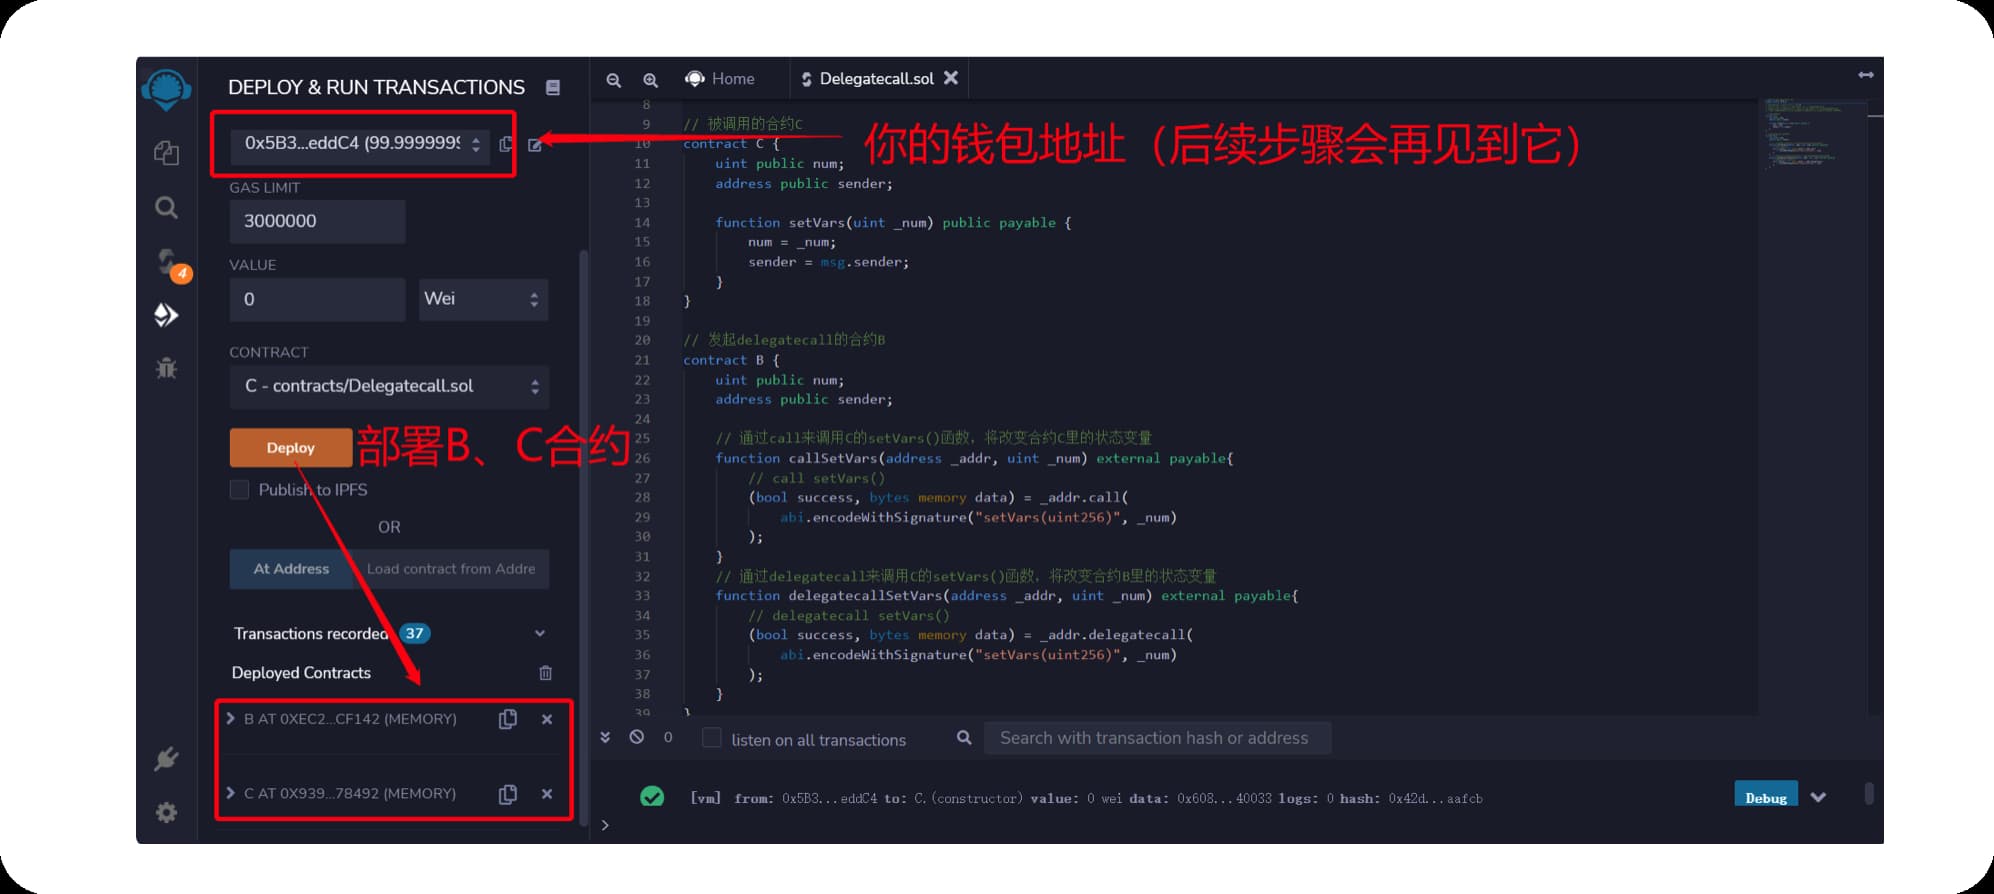 DEPLOY & RUN TRANSACTIONS
0x5B3...eddC4 (99.9999999
GAS LIMIT
3000000
VALUE
0
Wei
CONTRACT
C - contracts/Delegatecall.sol
Deploy
部署B、C合约
Publish to IPFS
OR
At Address
Load contract from Addre
Transactions recorded 37
Deployed Contracts
B AT 0XEC2...CF142 (MEMORY)
C AT 0X939...78492 (MEMORY)
4
Home
Delegatecall.sol
你的钱包地址（后续步骤会再见到它）
8
9 // 被调用的合约C
10 contract C {
11 uint public num;
12 address public sender;
13
14 function setVars(uint _num) public payable {
15 num = _num;
16 sender = msg.sender;
17 }
18 }
19
20 // 发起delegatecall的合约B
21 contract B {
22 uint public num;
23 address public sender;
24
25 // 通过call来调用C的setVars()函数，将改变合约C里的状态变量
26 function callSetVars(address _addr, uint _num) external payable{
27 // call setVars()
28 (bool success, bytes memory data) = _addr.call(
29 abi.encodeWithSignature("setVars(uint256)", _num)
30 );
31 }
32 // 通过delegatecall来调用C的setVars()函数，将改变合约B里的状态变量
33 function delegatecallSetVars(address _addr, uint _num) external payable{
34 // delegatecall setVars()
35 (bool success, bytes memory data) = _addr.delegatecall(
36 abi.encodeWithSignature("setVars(uint256)", _num)
37 );
38 }
39 }
0
listen on all transactions
Search with transaction hash or address
[vm] from: 0x5B3...eddC4 to: C.(constructor) value: 0 wei data: 0x608...40033 logs: 0 hash: 0x42d...aafcb
Debug
>